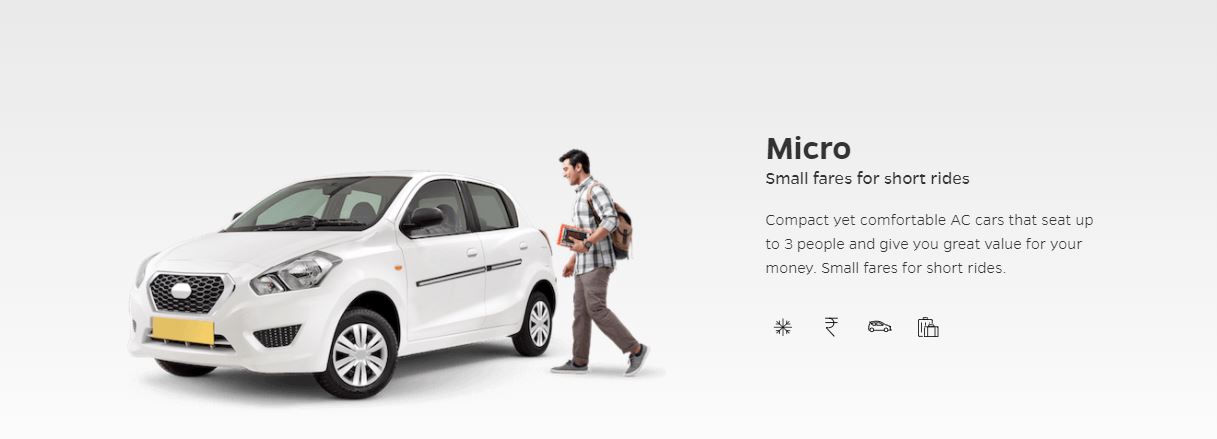 Micro
Small fares for short rides
Compact yet comfortable AC cars that seat up
to 3 people and give you great value for your
money. Small fares for short rides.